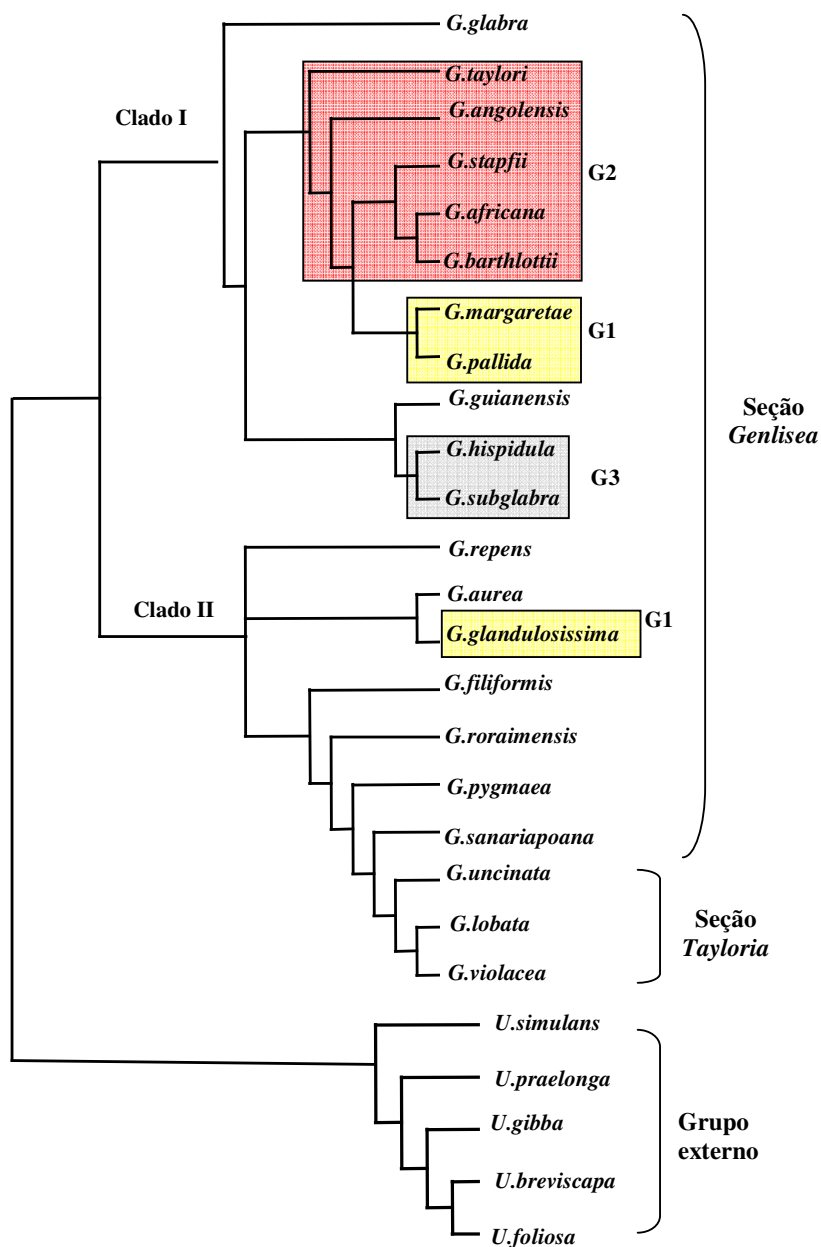 G.glabra
G.taylori
Clado I
G.angolensis
G.stapfii
G2
G.africana
G.barthlottii
G.margaretae
G1
G.pallida
G.guianensis
Seção
Genlisea
G.hispidula
G3
G.subglabra
G.repens
G.aurea
Clado II
G1
G.glandulosissima
G.filiformis
G.roraimensis
G.pygmaea
G.sanariapoana
G.uncinata
Seção
Tayloria
G.lobata
G.violacea
U.simulans
U.praelonga
U.gibba
Grupo
externo
U.breviscapa
U.foliosa